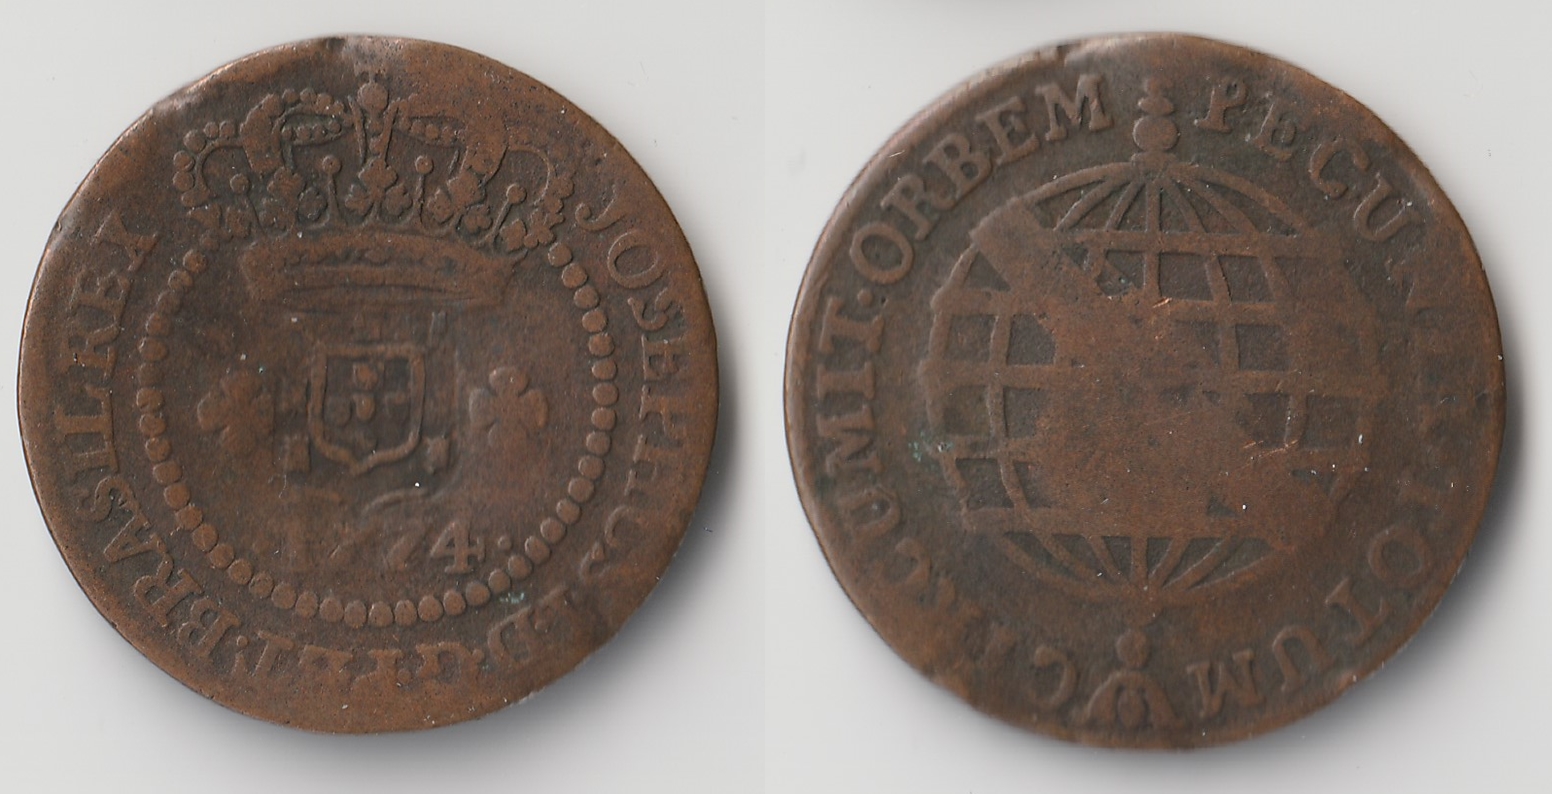 JOSEPHUS.I.D.G.P.ET.BRASIL.REX
1774
PECUNIA TOTUM
CIRCUMIT.ORBEM